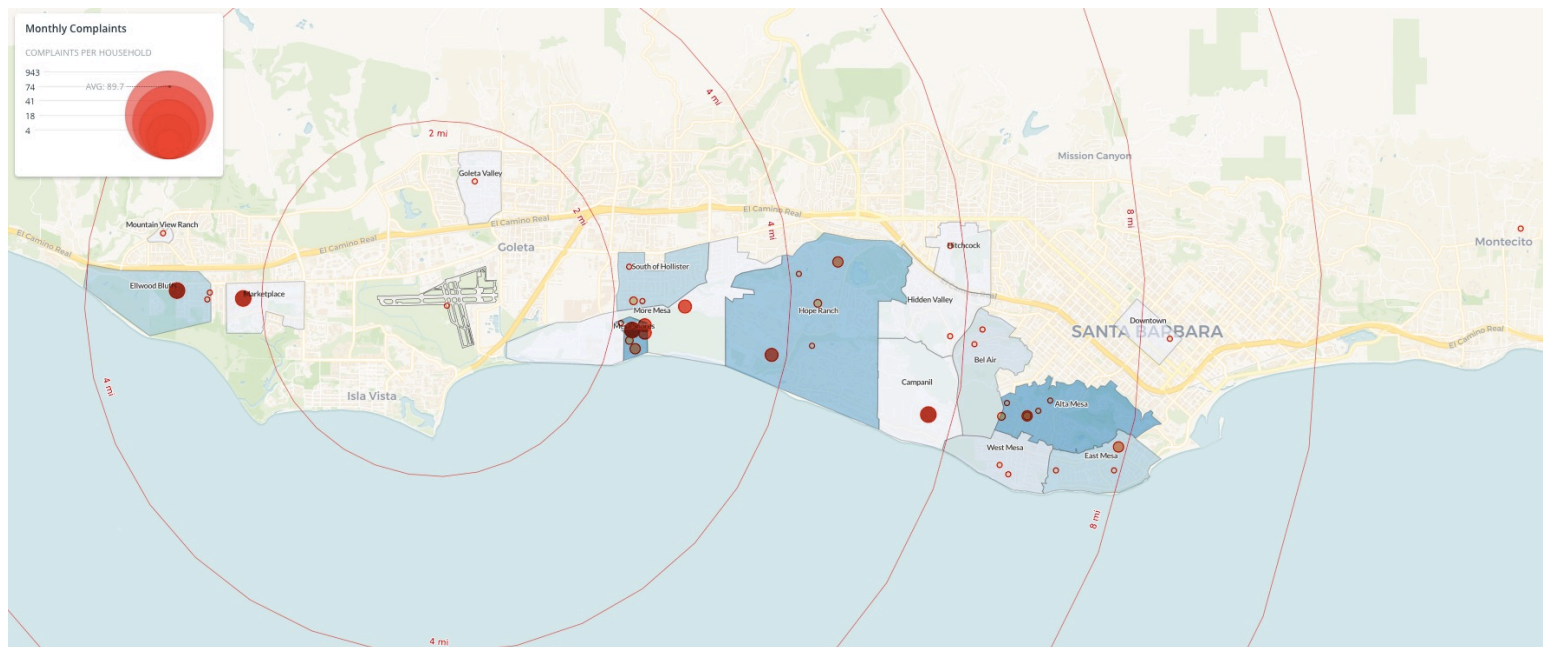 Monthly Complaints
COMPLAINTS PER HOUSEHOLD
943
74
AVG: 89.7
41
18
4
4 mi
2 mi
Mission Canyon
Goleta Valley
2 mi
El Camino Real
4 mi
8 mi
Mountain View Ranch
El Camino Real
El Camino Real
El Camino Real
Goleta
Hitchcock
Montecito
South of Hollister
Ellwood Bluffs
Marketplace
Hidden Valley
More Mesa
Hope Ranch
Downtown
SANTA BARBARA
El Camino Real
Bel Air
4 mi
Isla Vista
Campanil
Alta Mesa
6 mi
West Mesa
East Mesa
8 mi
4 mi